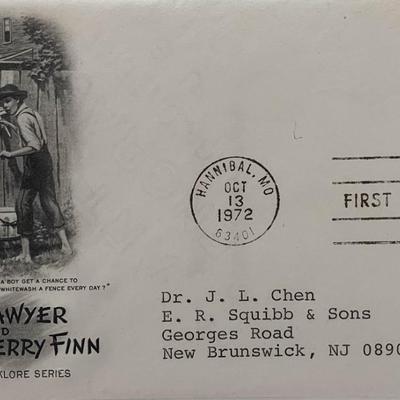 A BOY GET A CHANCE TO
WHITEWASH A FENCE EVERY DAY?"
AWYER
D
ERRY FINN
KLORE SERIES
HANNIBAL, MO
OCT
13
1972
63401
FIRST
Dr. J. L. Chen
E. R. Squibb & Sons
Georges Road
New Brunswick, NJ 0890